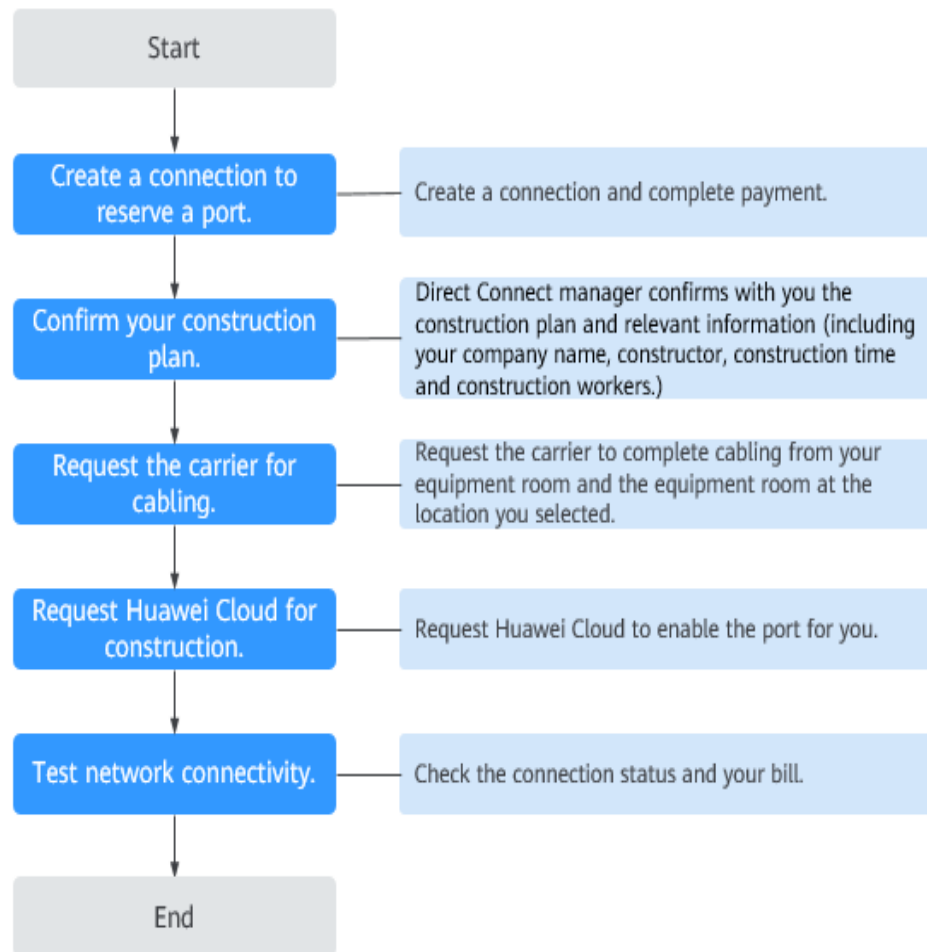 Start
Create a connection to
reserve a port.
Create a connection and complete payment.
Confirm your construction
plan.
Direct Connect manager confirms with you the
construction plan and relevant information (including
your company name, constructor, construction time
and construction workers.)
Request the carrier for
cabling.
Request the carrier to complete cabling from your
equipment room and the equipment room at the
location you selected.
Request Huawei Cloud for
construction.
Request Huawei Cloud to enable the port for you.
Test network connectivity.
Check the connection status and your bill.
End